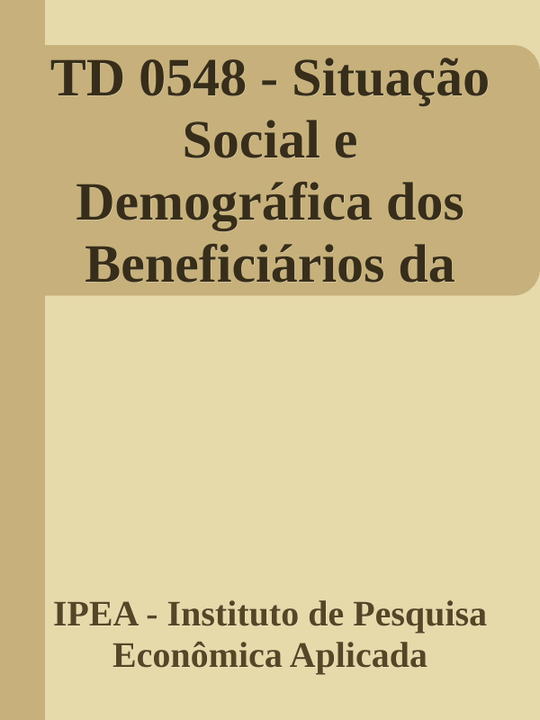 TD 0548 - Situação
Social e
Demográfica dos
Beneficiários da
IPEA - Instituto de Pesquisa
Econômica Aplicada